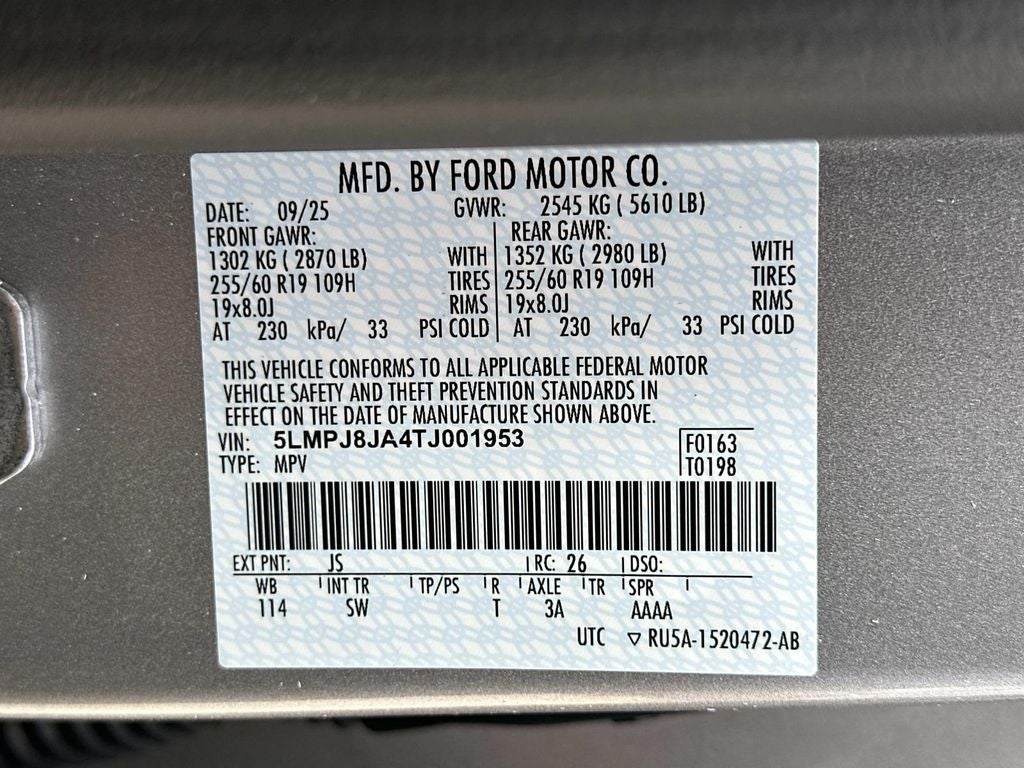 MFD. BY FORD MOTOR CO.
DATE: 09/25 GVWR: 2545 KG ( 5610 LB)
FRONT GAWR: REAR GAWR:
1302 KG ( 2870 LB) WITH 1352 KG ( 2980 LB) WITH
255/60 R19 109H TIRES 255/60 R19 109H TIRES
19x8.0J RIMS 19x8.0J RIMS
AT 230 kPa/ 33 PSI COLD AT 230 kPa/ 33 PSI COLD
THIS VEHICLE CONFORMS TO ALL APPLICABLE FEDERAL MOTOR
VEHICLE SAFETY AND THEFT PREVENTION STANDARDS IN
EFFECT ON THE DATE OF MANUFACTURE SHOWN ABOVE.
VIN: 5LMPJ8JA4TJ001953 F0163
TYPE: MPV T0198
EXT PNT: JS RC: 26 DSO:
WB INT TR TP/PS R AXLE TR SPR
114 SW T 3A AAAA
UTC ▽ RU5A-1520472-AB